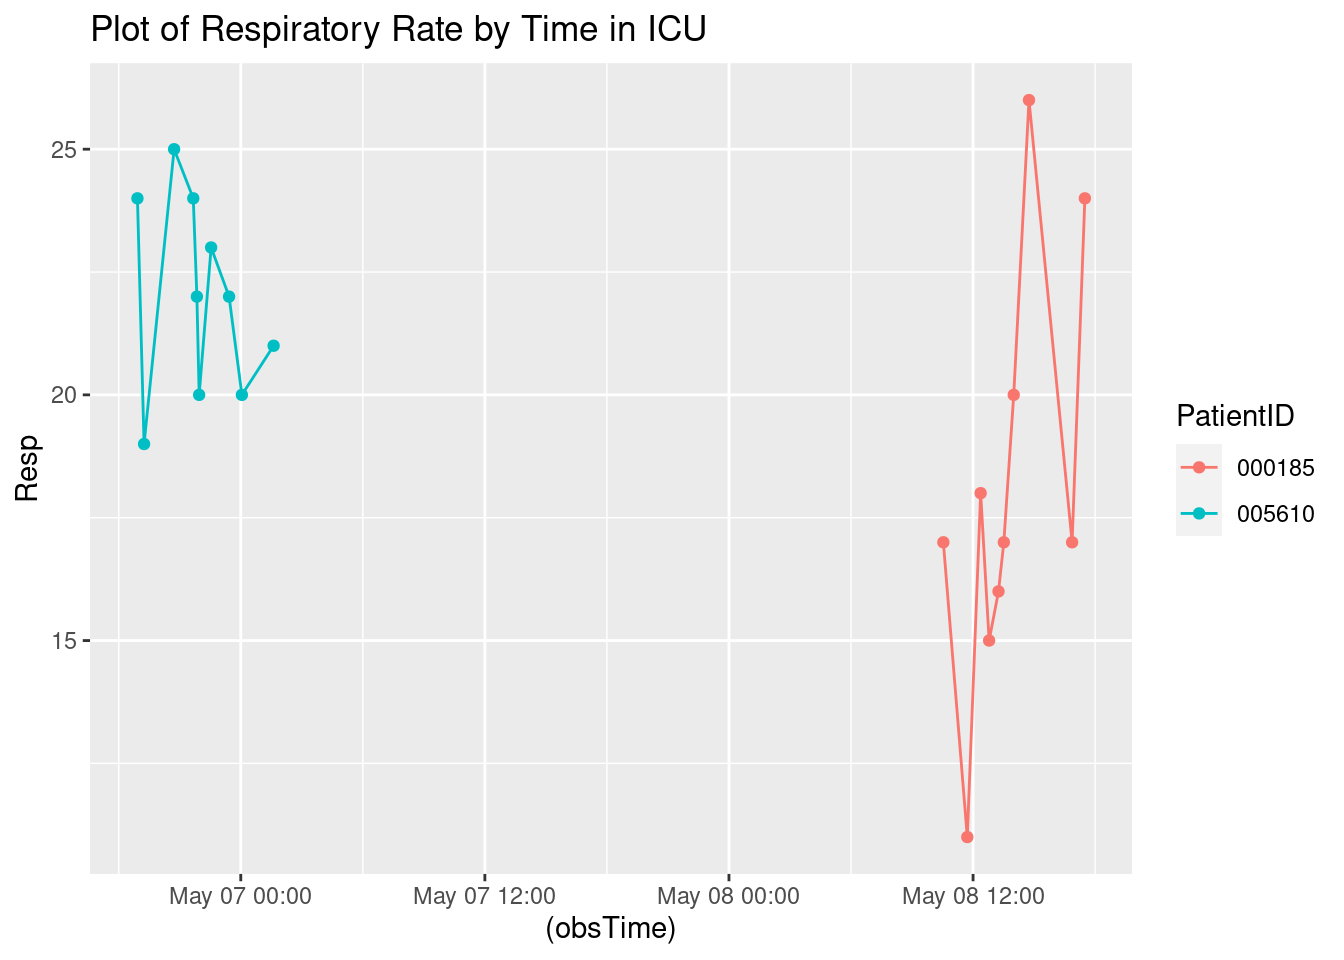 Plot of Respiratory Rate by Time in ICU
25
20
15
Resp
May 07 00:00
May 07 12:00
May 08 00:00
May 08 12:00
(obsTime)
PatientID
000185
005610